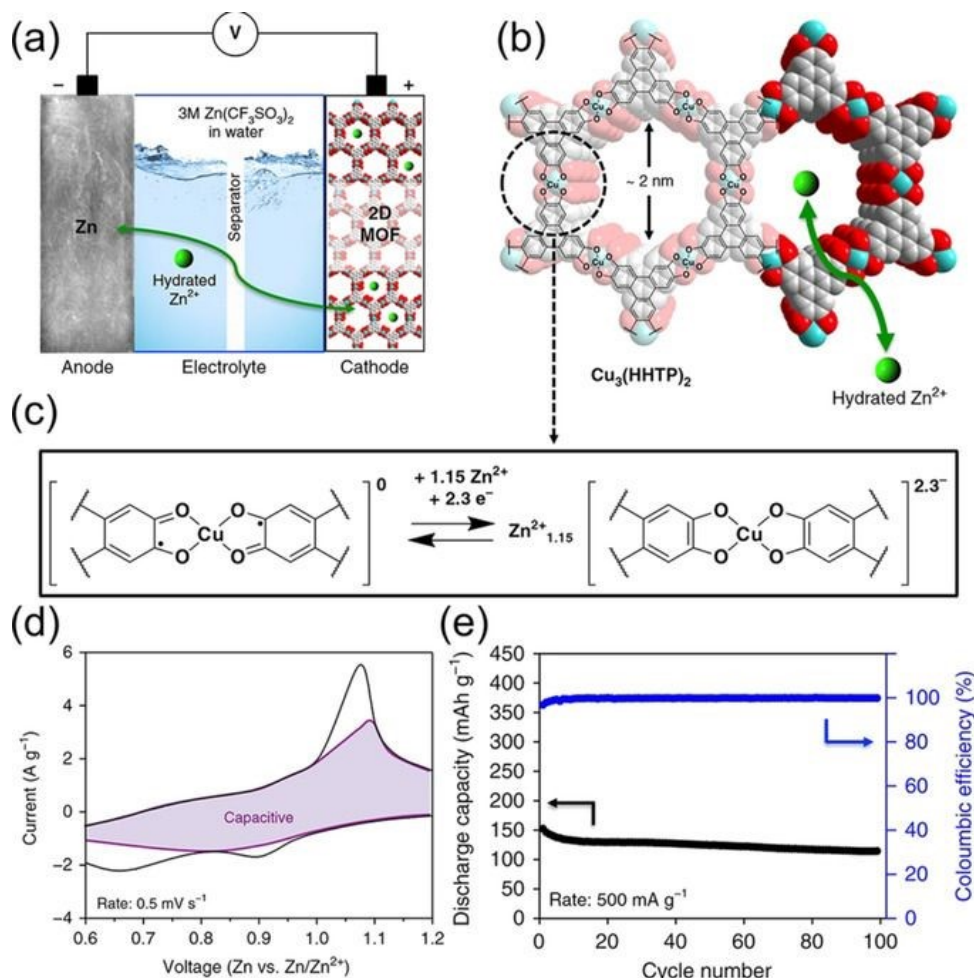 (a)
V
−
+
3M Zn(CF₃SO₃)₂
in water
Zn
Separator
2D
MOF
Hydrated
Zn²⁺
Anode
Electrolyte
Cathode
(b)
Cu
O
~ 2 nm
Cu₃(HHTP)₂
Hydrated Zn²⁺
(c)
0
+ 1.15 Zn²⁺
+ 2.3 e⁻
O O
Cu
O O
Zn²⁺₁.₁₅
O O
Cu
O O
2.3−
(d)
Current (A g⁻¹)
6
4
2
0
−2
−4
Capacitive
Rate: 0.5 mV s⁻¹
0.6 0.7 0.8 0.9 1.0 1.1 1.2
Voltage (Zn vs. Zn/Zn²⁺)
(e)
Discharge capacity (mAh g⁻¹)
450
400
350
300
250
200
150
100
50
0
Rate: 500 mA g⁻¹
0 20 40 60 80 100
Cycle number
100
80
60
40
20
0
Coloumbic efficiency (%)